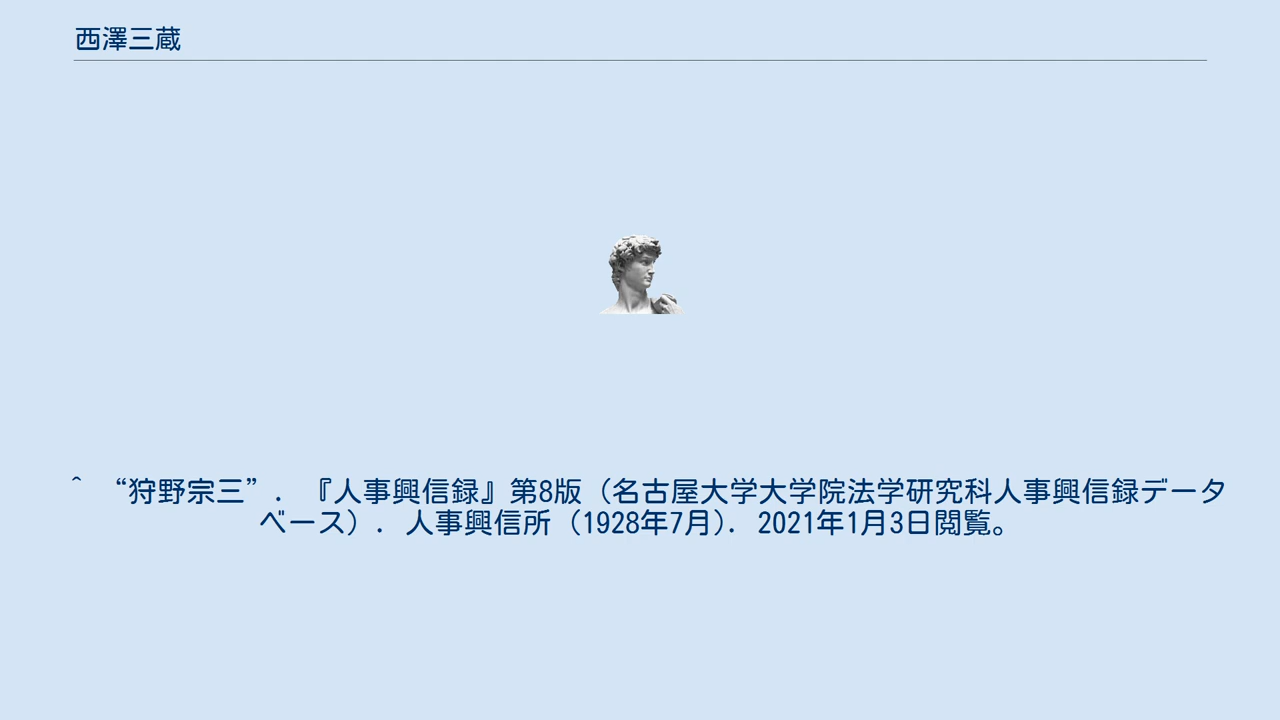 西澤三蔵
^ “狩野宗三”. 『人事興信録』第8版（名古屋大学大学院法学研究科人事興信録データ
ベース）. 人事興信所（1928年7月）. 2021年1月3日閲覧。